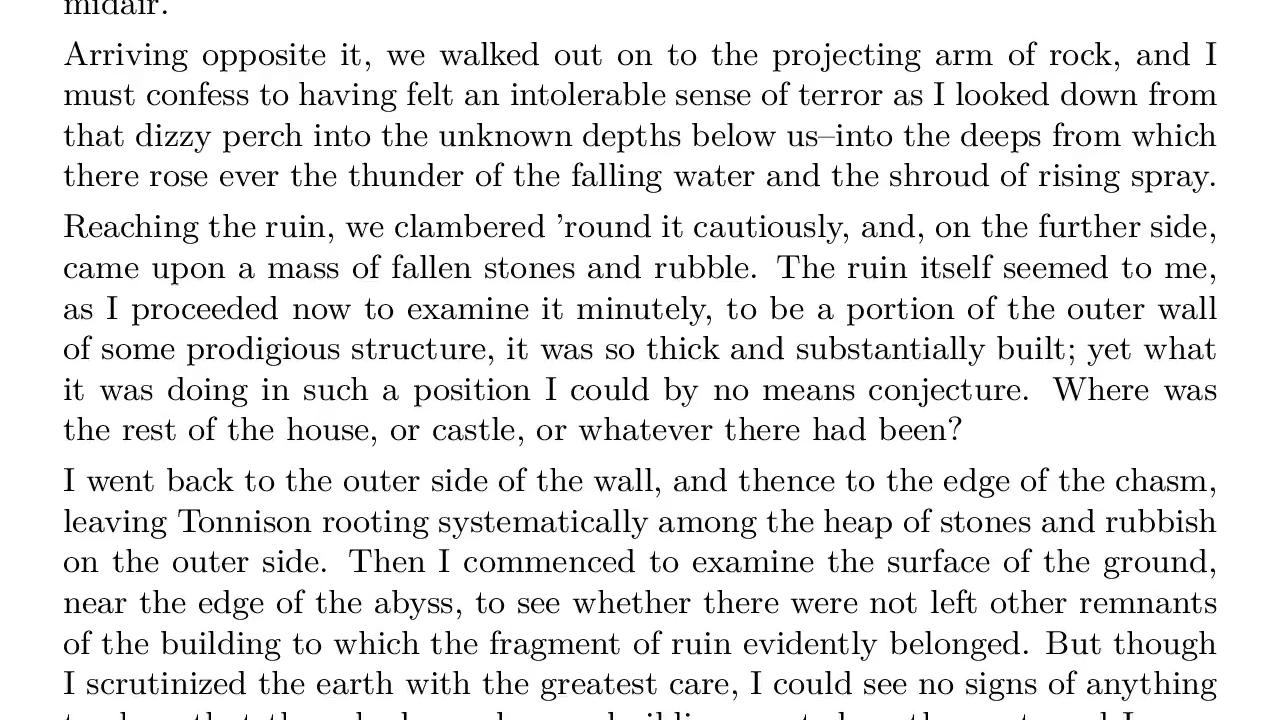 midair.
Arriving opposite it, we walked out on to the projecting arm of rock, and I
must confess to having felt an intolerable sense of terror as I looked down from
that dizzy perch into the unknown depths below us–into the deeps from which
there rose ever the thunder of the falling water and the shroud of rising spray.
Reaching the ruin, we clambered ’round it cautiously, and, on the further side,
came upon a mass of fallen stones and rubble. The ruin itself seemed to me,
as I proceeded now to examine it minutely, to be a portion of the outer wall
of some prodigious structure, it was so thick and substantially built; yet what
it was doing in such a position I could by no means conjecture. Where was
the rest of the house, or castle, or whatever there had been?
I went back to the outer side of the wall, and thence to the edge of the chasm,
leaving Tonnison rooting systematically among the heap of stones and rubbish
on the outer side. Then I commenced to examine the surface of the ground,
near the edge of the abyss, to see whether there were not left other remnants
of the building to which the fragment of ruin evidently belonged. But though
I scrutinized the earth with the greatest care, I could see no signs of anything